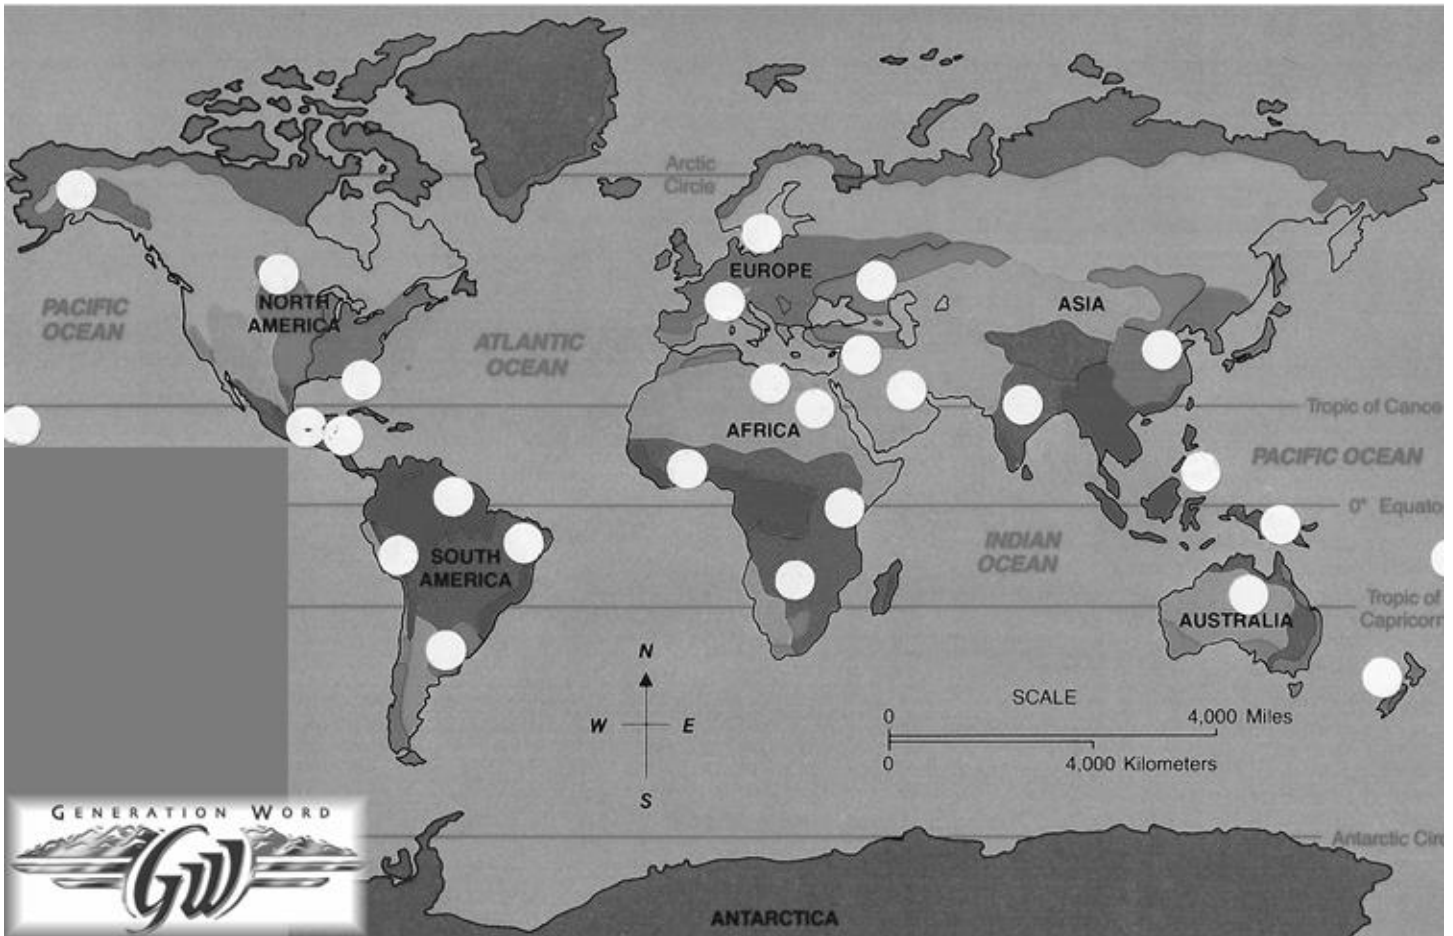 Arctic
Circle
EUROPE
ASIA
NORTH
AMERICA
PACIFIC
OCEAN
ATLANTIC
OCEAN
Tropic of Cance
AFRICA
PACIFIC OCEAN
0° Equato
INDIAN
OCEAN
SOUTH
AMERICA
Tropic of
Capricorn
AUSTRALIA
N
W E
S
SCALE
0 4,000 Miles
0 4,000 Kilometers
GENERATION WORD
GW
Antarctic Circ
ANTARCTICA